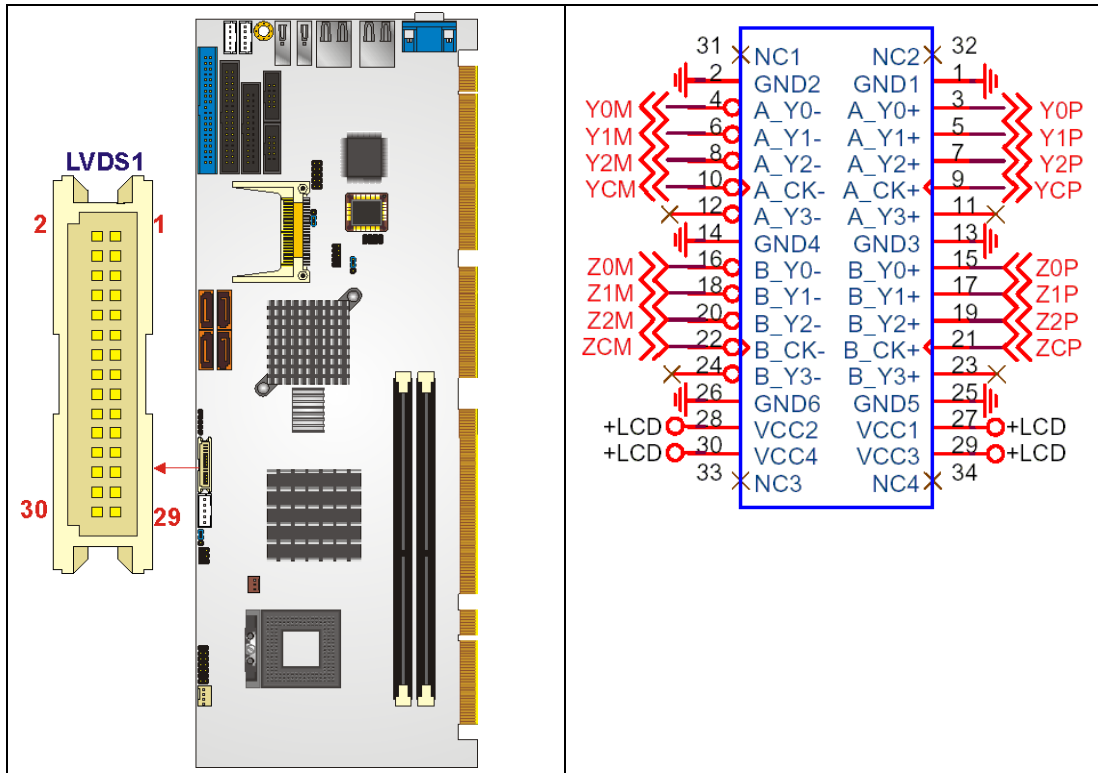 LVDS1
2 1
30 29
31 NC1 NC2 32
2 GND2 GND1 1
Y0M 4 A_Y0- A_Y0+ 3 Y0P
Y1M 6 A_Y1- A_Y1+ 5 Y1P
Y2M 8 A_Y2- A_Y2+ 7 Y2P
YCM 10 A_CK- A_CK+ 9 YCP
12 A_Y3- A_Y3+ 11
14 GND4 GND3 13
Z0M 16 B_Y0- B_Y0+ 15 Z0P
Z1M 18 B_Y1- B_Y1+ 17 Z1P
Z2M 20 B_Y2- B_Y2+ 19 Z2P
ZCM 22 B_CK- B_CK+ 21 ZCP
24 B_Y3- B_Y3+ 23
26 GND6 GND5 25
+LCD 28 VCC2 VCC1 27 +LCD
+LCD 30 VCC4 VCC3 29 +LCD
33 NC3 NC4 34